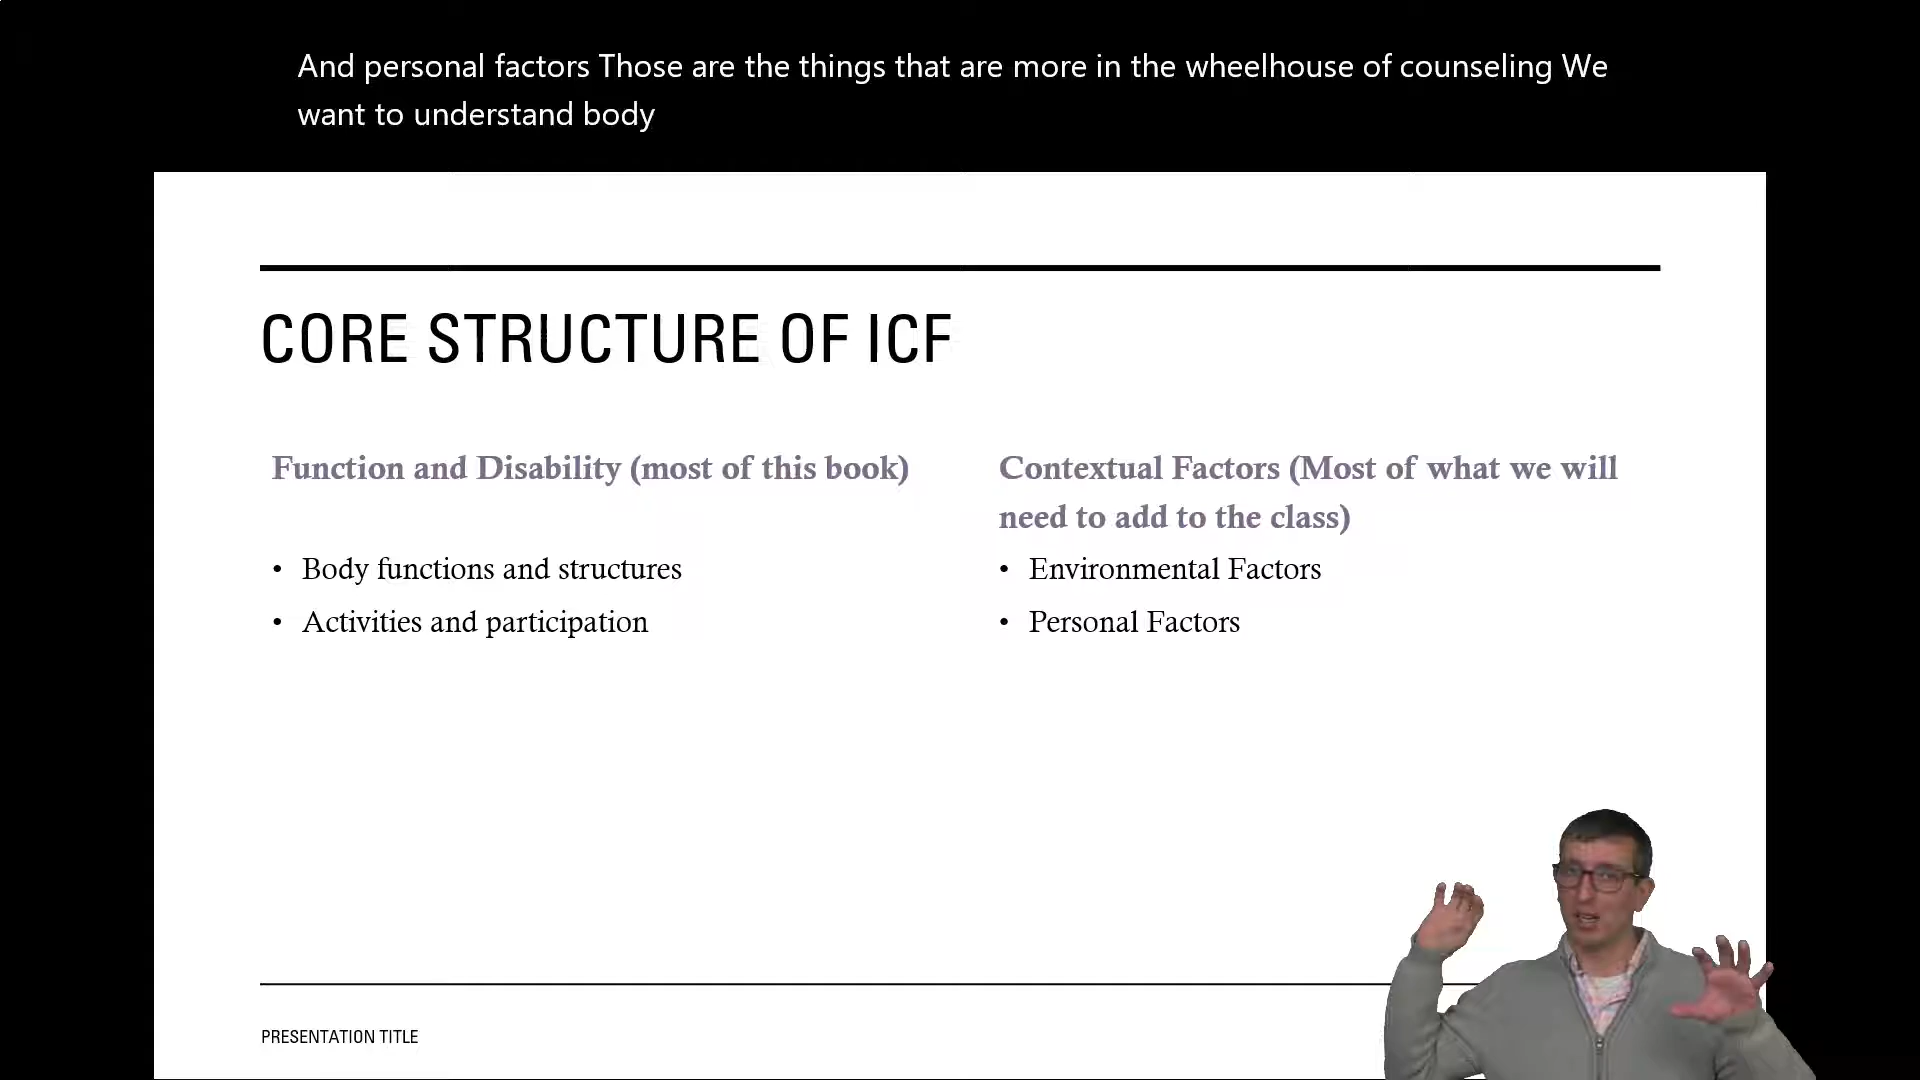 And personal factors Those are the things that are more in the wheelhouse of counseling We
want to understand body
CORE STRUCTURE OF ICF
Function and Disability (most of this book)
• Body functions and structures
• Activities and participation
Contextual Factors (Most of what we will
need to add to the class)
• Environmental Factors
• Personal Factors
PRESENTATION TITLE